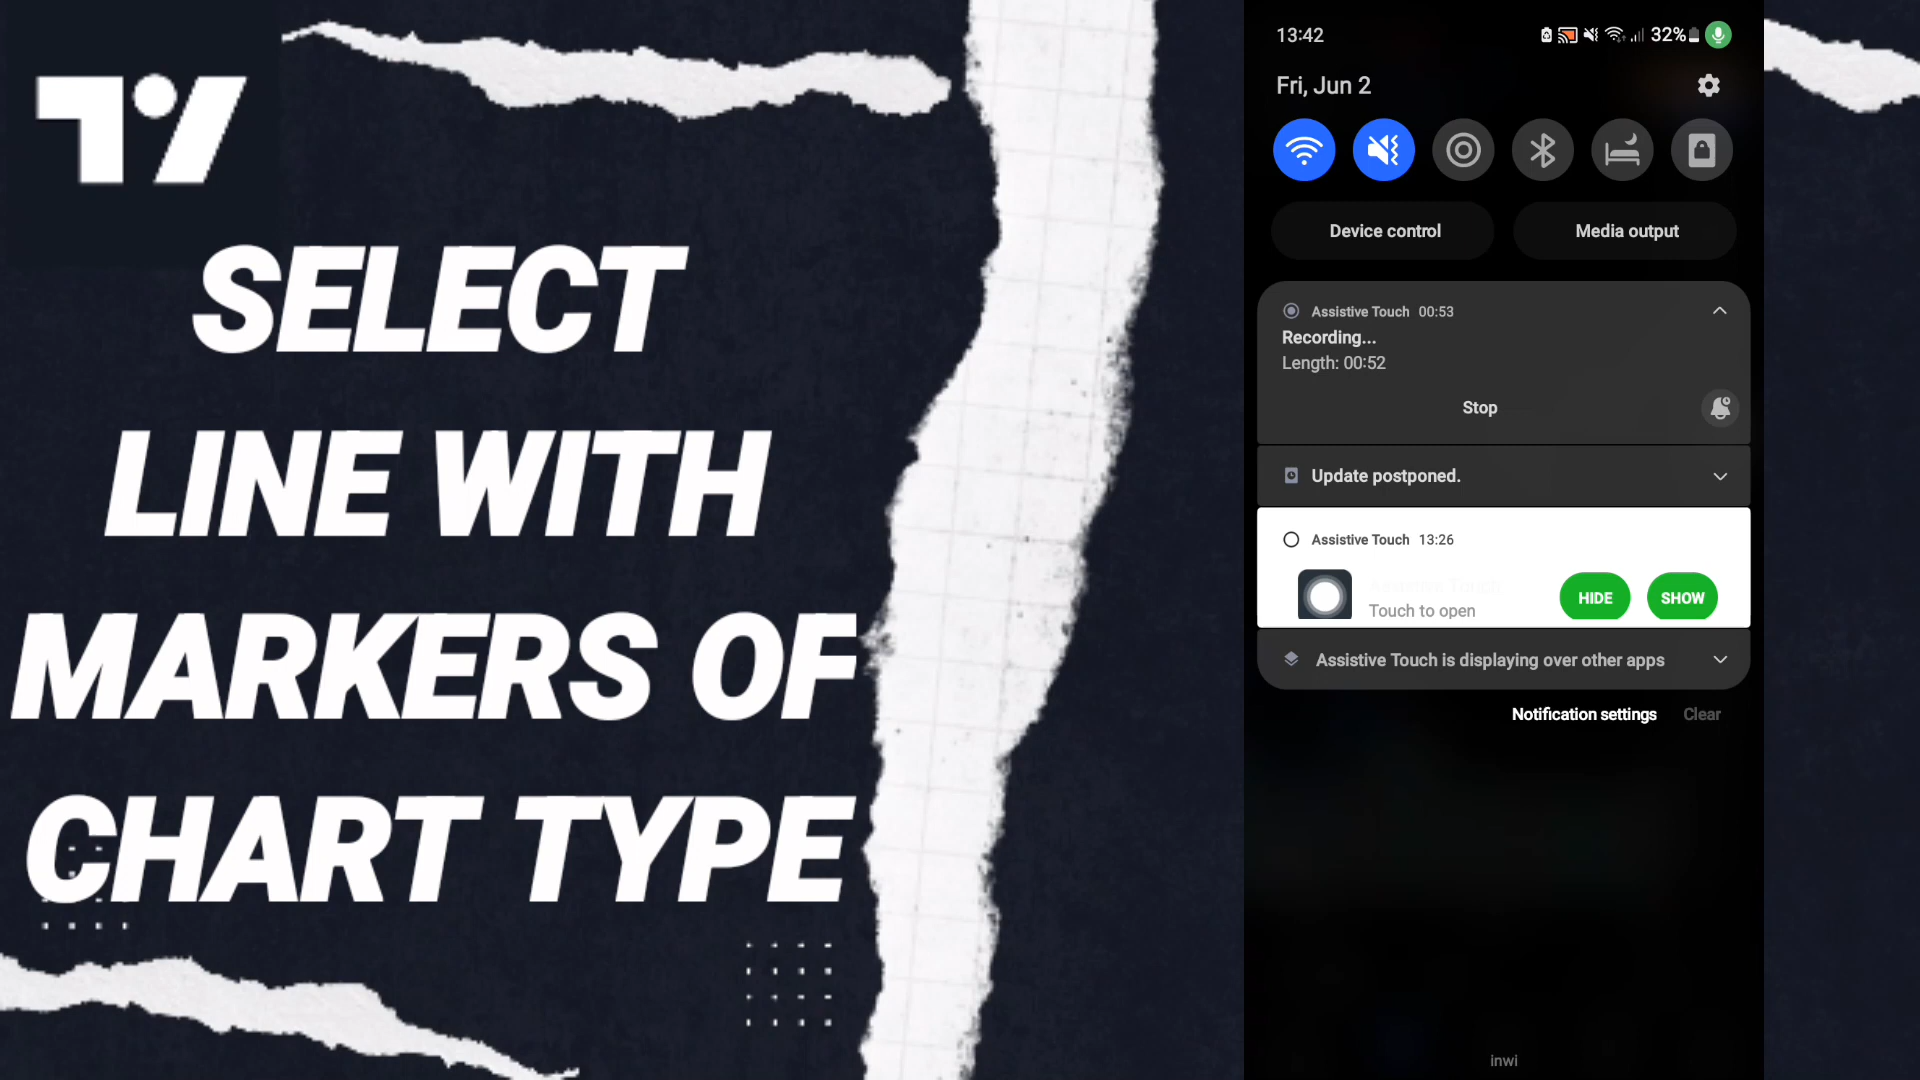 SELECT
LINE WITH
MARKERS OF
CHART TYPE
13:42
32%
Fri, Jun 2
Device control
Media output
Assistive Touch 00:53
Recording...
Length: 00:52
Stop
Update postponed.
Assistive Touch 13:26
Assistive Touch
Touch to open
HIDE
SHOW
Assistive Touch is displaying over other apps
Notification settings
Clear
inwi